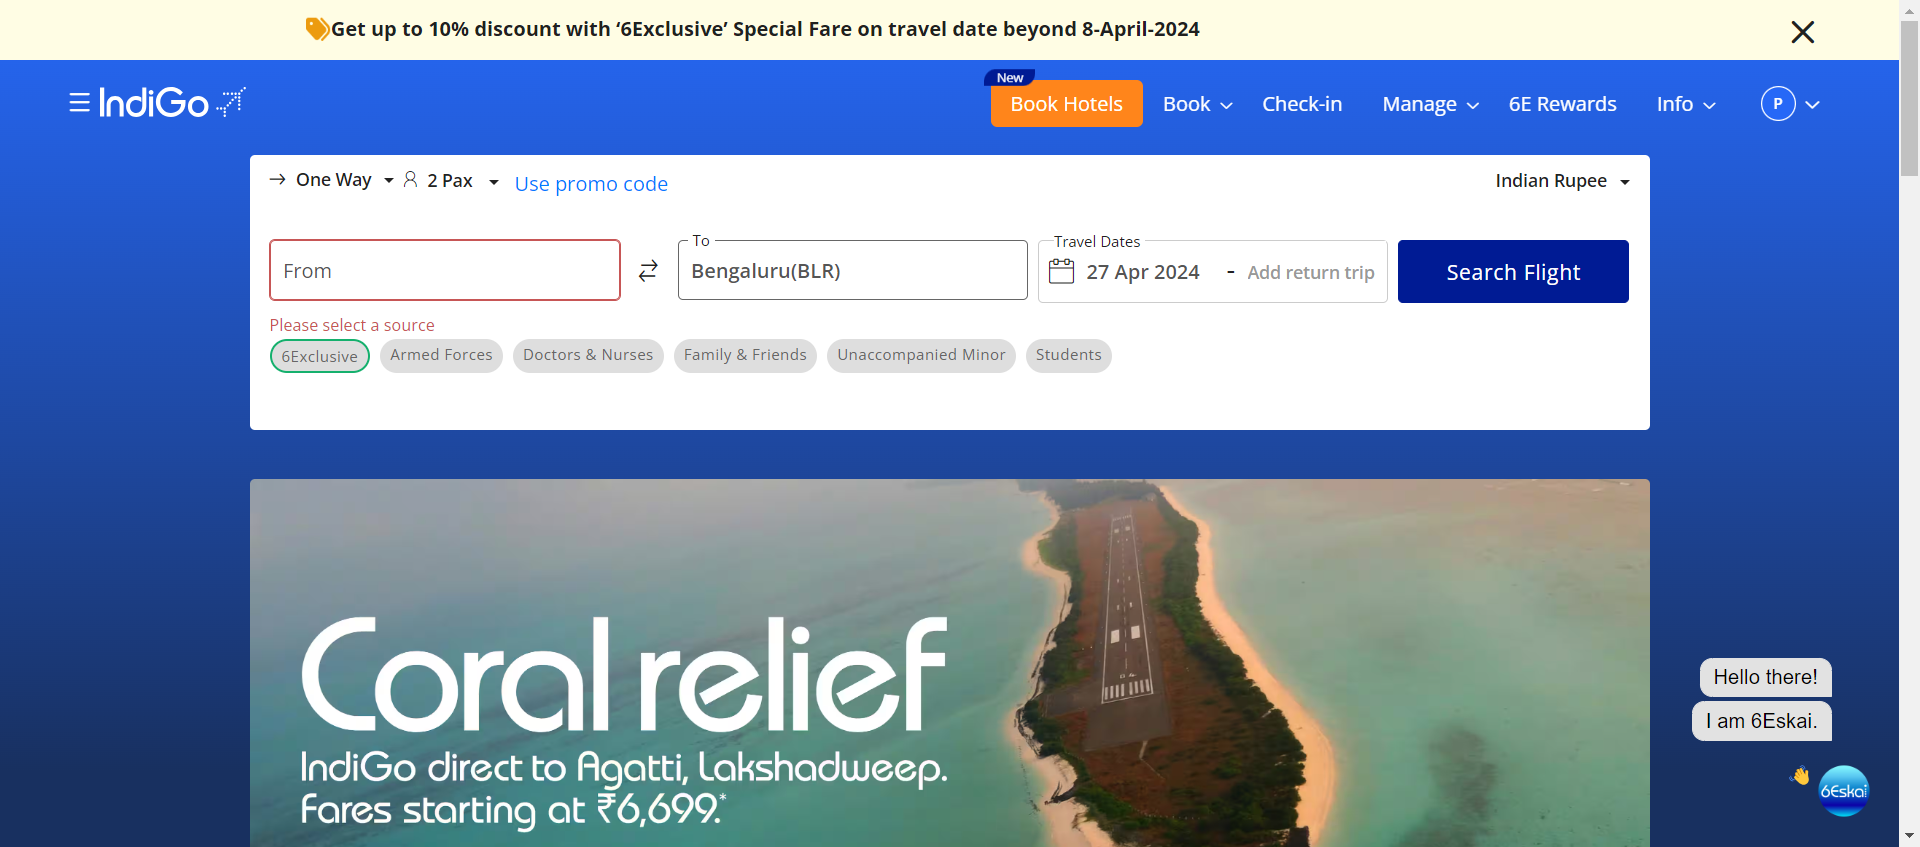 Get up to 10% discount with ‘6Exclusive’ Special Fare on travel date beyond 8-April-2024
IndiGo
New
Book Hotels
Book
Check-in
Manage
6E Rewards
Info
P
One Way
2 Pax
Use promo code
Indian Rupee
From
To
Bengaluru(BLR)
Travel Dates
27 Apr 2024 - Add return trip
Search Flight
Please select a source
6Exclusive
Armed Forces
Doctors & Nurses
Family & Friends
Unaccompanied Minor
Students
Coral relief
IndiGo direct to Agatti, Lakshadweep.
Fares starting at ₹6,699.*
Hello there!
I am 6Eskai.
6Eskai